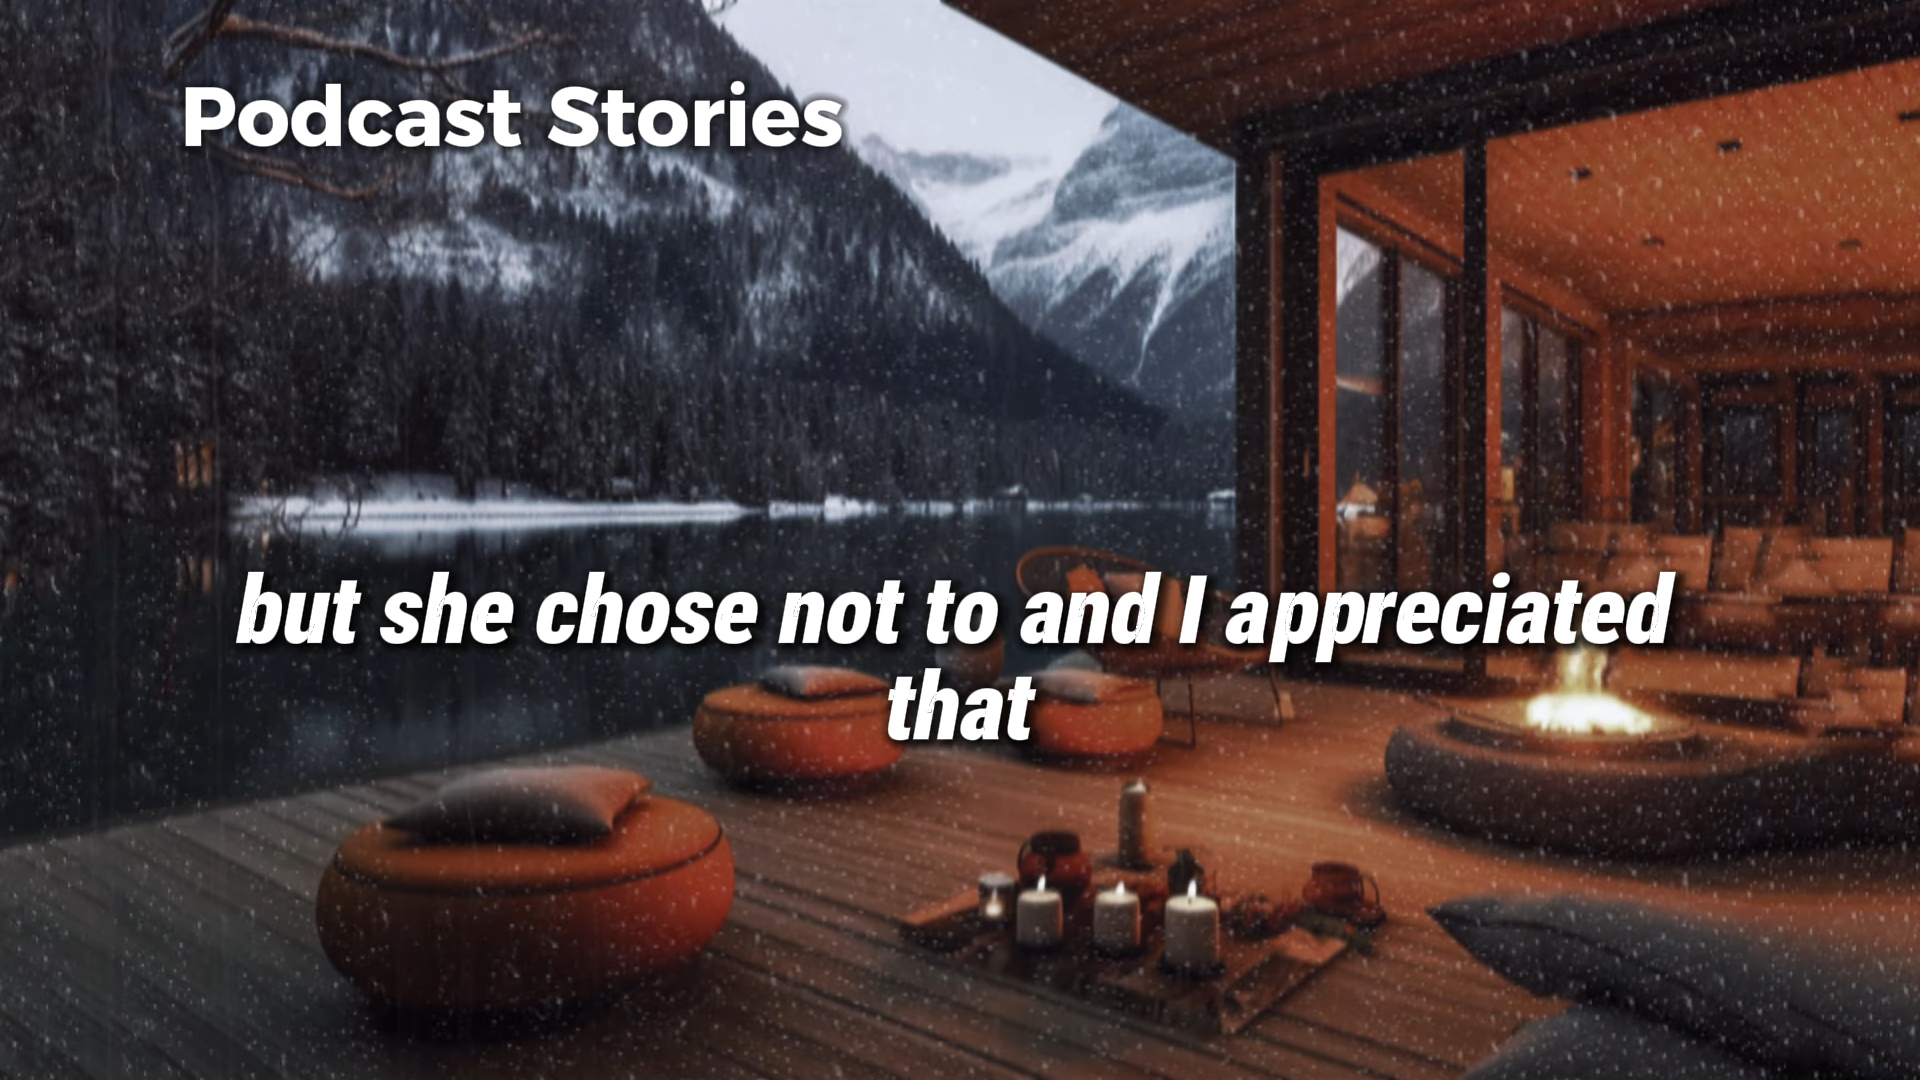 Podcast Stories
but she chose not to and I appreciated
that